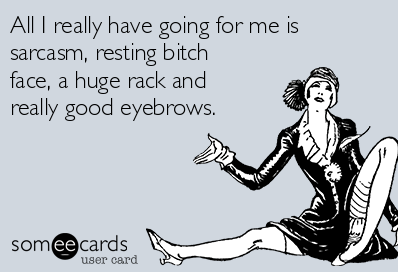 All I really have going for me is
sarcasm, resting bitch
face, a huge rack and
really good eyebrows.
someecards
user card